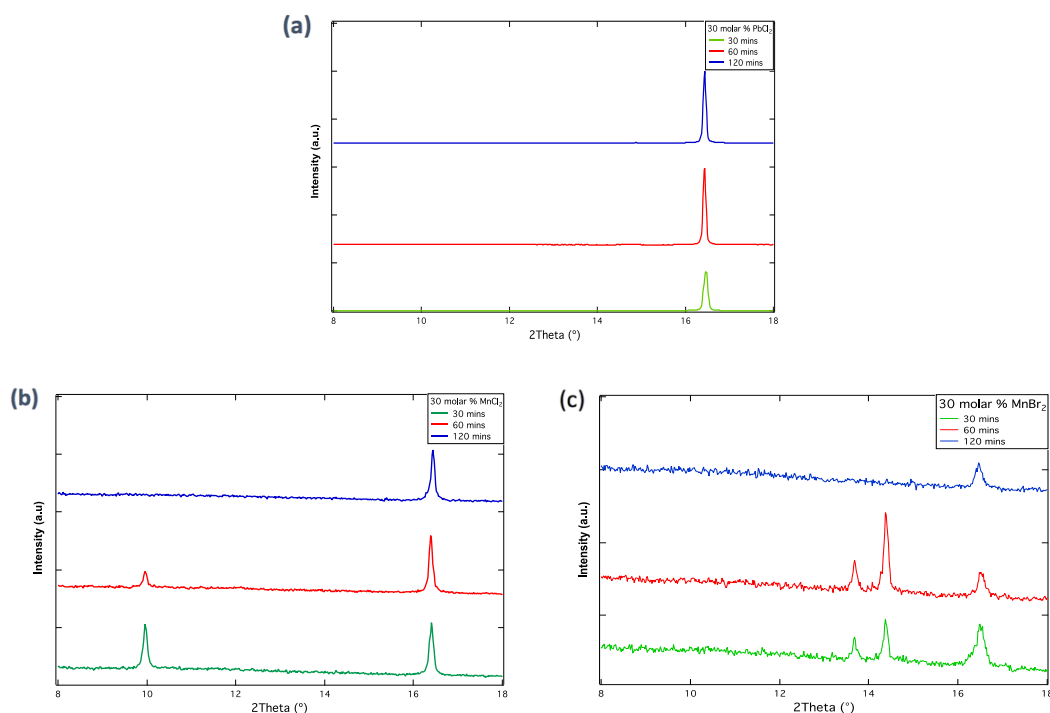 (a)
30 molar % PbCl₂
30 mins
60 mins
120 mins
Intensity (a.u.)
8 10 12 14 16 18
2Theta (°)
(b)
30 molar % MnCl₂
30 mins
60 mins
120 mins
Intensity (a.u)
8 10 12 14 16 18
2Theta (°)
(c)
30 molar % MnBr₂
30 mins
60 mins
120 mins
Intensity (a.u.)
8 10 12 14 16 18
2Theta (°)